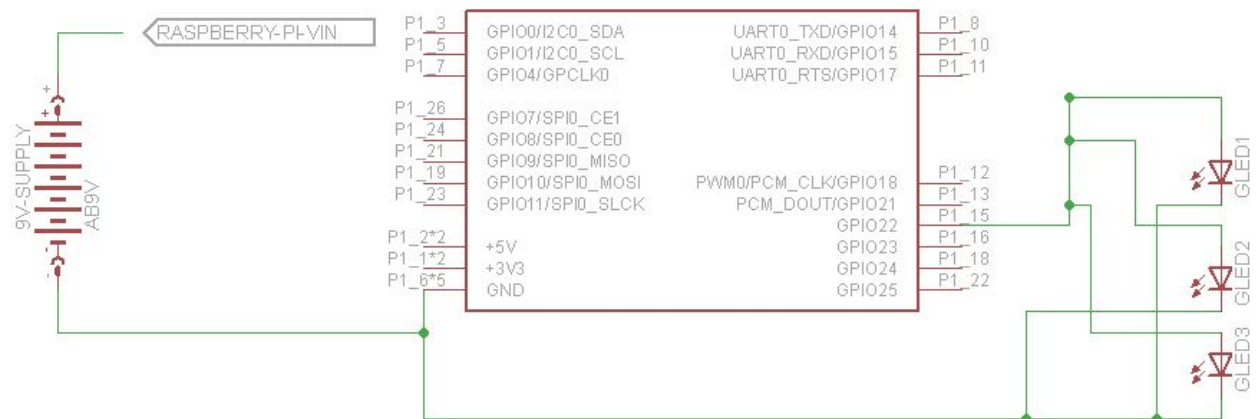 RASPBERRY-PI-VIN
9V-SUPPLY
AB9V
+
+
-
-
P1_3 GPIO0/I2C0_SDA
P1_5 GPIO1/I2C0_SCL
P1_7 GPIO4/GPCLK0
P1_26 GPIO7/SPI0_CE1
P1_24 GPIO8/SPI0_CE0
P1_21 GPIO9/SPI0_MISO
P1_19 GPIO10/SPI0_MOSI
P1_23 GPIO11/SPI0_SLCK
P1_2*2 +5V
P1_1*2 +3V3
P1_6*5 GND
UART0_TXD/GPIO14 P1_8
UART0_RXD/GPIO15 P1_10
UART0_RTS/GPIO17 P1_11
PWM0/PCM_CLK/GPIO18 P1_12
PCM_DOUT/GPIO21 P1_13
GPIO22 P1_15
GPIO23 P1_16
GPIO24 P1_18
GPIO25 P1_22
GLED1
GLED2
GLED3